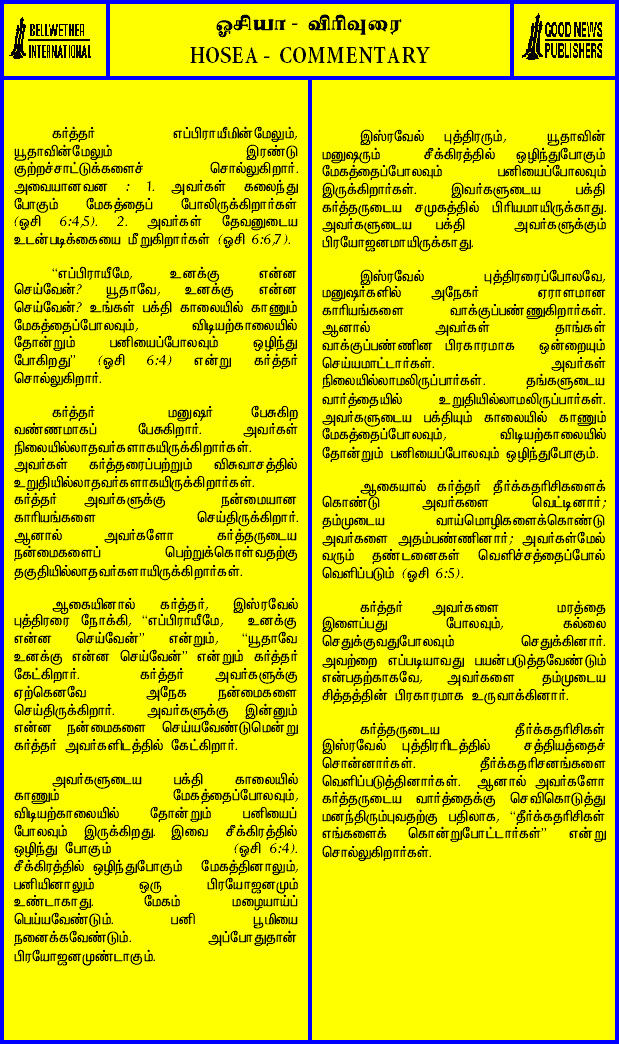 BELLWETHER
INTERNATIONAL
ஓசியா - விரிவுரை
HOSEA - COMMENTARY
GOOD NEWS
PUBLISHERS
கர்த்தர் எப்பிராயீமின்மேலும்,
யூதாவின்மேலும் இரண்டு
குற்றச்சாட்டுக்களைச் சொல்லுகிறார்.
அவையாவன : 1. அவர்கள் கலைந்து
போகும் மேகத்தைப் போலிருக்கிறார்கள்
(ஓசி 6:4,5). 2. அவர்கள் தேவனுடைய
உடன்படிக்கையை மீறுகிறார்கள் (ஓசி 6:6,7).
“எப்பிராயீமே, உனக்கு என்ன
செய்வேன்? யூதாவே, உனக்கு என்ன
செய்வேன்? உங்கள் பக்தி காலையில் காணும்
மேகத்தைப்போலவும், விடியற்காலையில்
தோன்றும் பனியைப்போலவும் ஒழிந்து
போகிறது” (ஓசி 6:4) என்று கர்த்தர்
சொல்லுகிறார்.
கர்த்தர் மனுஷர் பேசுகிற
வண்ணமாகப் பேசுகிறார். அவர்கள்
நிலையில்லாதவர்களாகயிருக்கிறார்கள்.
அவர்கள் கர்த்தரைப்பற்றும் விசுவாசத்தில்
உறுதியில்லாதவர்களாகயிருக்கிறார்கள்.
கர்த்தர் அவர்களுக்கு நன்மையான
காரியங்களை செய்திருக்கிறார்.
ஆனால் அவர்களோ கர்த்தருடைய
நன்மைகளைப் பெற்றுக்கொள்வதற்கு
தகுதியில்லாதவர்களாயிருக்கிறார்கள்.
ஆகையினால் கர்த்தர், இஸ்ரவேல்
புத்திரரை நோக்கி, “எப்பிராயீமே, உனக்கு
என்ன செய்வேன்” என்றும், “யூதாவே
உனக்கு என்ன செய்வேன்” என்றும் கர்த்தர்
கேட்கிறார். கர்த்தர் அவர்களுக்கு
ஏற்கெனவே அநேக நன்மைகளை
செய்திருக்கிறார். அவர்களுக்கு இன்னும்
என்ன நன்மைகளை செய்யவேண்டுமென்று
கர்த்தர் அவர்களிடத்தில் கேட்கிறார்.
அவர்களுடைய பக்தி காலையில்
காணும் மேகத்தைப்போலவும்,
விடியற்காலையில் தோன்றும் பனியைப்
போலவும் இருக்கிறது. இவை சீக்கிரத்தில்
ஒழிந்து போகும் (ஓசி 6:4).
சீக்கிரத்தில் ஒழிந்துபோகும் மேகத்தினாலும்,
பனியினாலும் ஒரு பிரயோஜனமும்
உண்டாகாது. மேகம் மழையாய்ப்
பெய்யவேண்டும். பனி பூமியை
நனைக்கவேண்டும். அப்போதுதான்
பிரயோஜனமுண்டாகும்.
இஸ்ரவேல் புத்திரரும், யூதாவின்
மனுஷரும் சீக்கிரத்தில் ஒழிந்துபோகும்
மேகத்தைப்போலவும் பனியைப்போலவும்
இருக்கிறார்கள். இவர்களுடைய பக்தி
கர்த்தருடைய சமுகத்தில் பிரியமாயிருக்காது.
அவர்களுடைய பக்தி அவர்களுக்கும்
பிரயோஜனமாயிருக்காது.
இஸ்ரவேல் புத்திரரைப்போலவே,
மனுஷர்களில் அநேகர் ஏராளமான
காரியங்களை வாக்குப்பண்ணுகிறார்கள்.
ஆனால் அவர்கள் தாங்கள்
வாக்குப்பண்ணின பிரகாரமாக ஒன்றையும்
செய்யமாட்டார்கள். அவர்கள்
நிலையில்லாமலிருப்பார்கள். தங்களுடைய
வார்த்தையில் உறுதியில்லாமலிருப்பார்கள்.
அவர்களுடைய பக்தியும் காலையில் காணும்
மேகத்தைப்போலவும், விடியற்காலையில்
தோன்றும் பனியைப்போலவும் ஒழிந்துபோகும்.
ஆகையால் கர்த்தர் தீர்க்கதரிசிகளைக்
கொண்டு அவர்களை வெட்டினார்;
தம்முடைய வாய்மொழிகளைக்கொண்டு
அவர்களை அதம்பண்ணினார்; அவர்கள்மேல்
வரும் தண்டனைகள் வெளிச்சத்தைப்போல்
வெளிப்படும் (ஓசி 6:5).
கர்த்தர் அவர்களை மரத்தை
இளைப்பது போலவும், கல்லை
செதுக்குவதுபோலவும் செதுக்கினார்.
அவற்றை எப்படியாவது பயன்படுத்தவேண்டும்
என்பதற்காகவே, அவர்களை தம்முடைய
சித்தத்தின் பிரகாரமாக உருவாக்கினார்.
கர்த்தருடைய தீர்க்கதரிசிகள்
இஸ்ரவேல் புத்திரரிடத்தில் சத்தியத்தைச்
சொன்னார்கள். தீர்க்கதரிசனங்களை
வெளிப்படுத்தினார்கள். ஆனால் அவர்களோ
கர்த்தருடைய வார்த்தைக்கு செவிகொடுத்து
மனந்திரும்புவதற்கு பதிலாக, “தீர்க்கதரிசிகள்
எங்களைக் கொன்றுபோட்டார்கள்” என்று
சொல்லுகிறார்கள்.